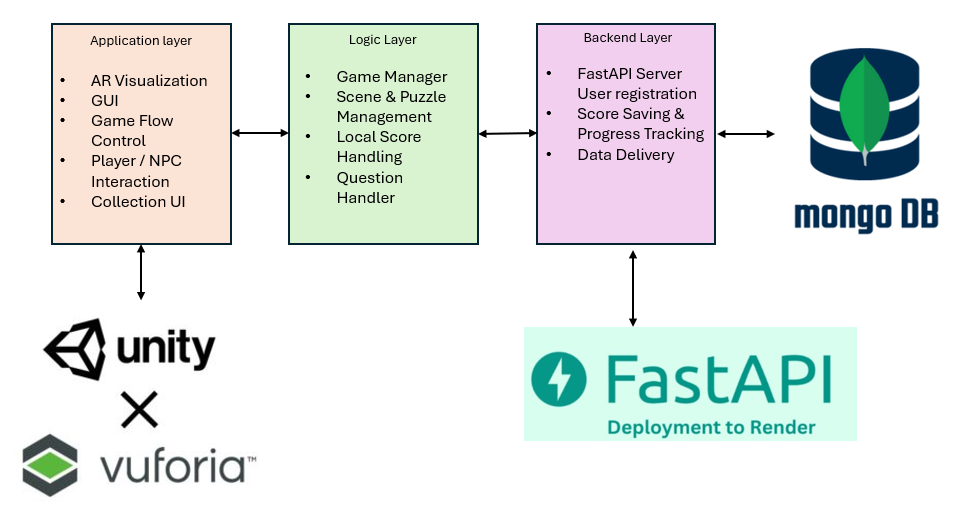 Application layer
• AR Visualization
• GUI
• Game Flow
Control
• Player / NPC
Interaction
• Collection UI
Logic Layer
• Game Manager
• Scene & Puzzle
Management
• Local Score
Handling
• Question
Handler
Backend Layer
• FastAPI Server
User registration
• Score Saving &
Progress Tracking
• Data Delivery
mongo DB
unity
vuforia™
FastAPI
Deployment to Render